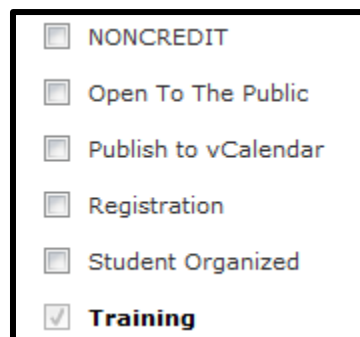 NONCREDIT
Open To The Public
Publish to vCalendar
Registration
Student Organized
Training